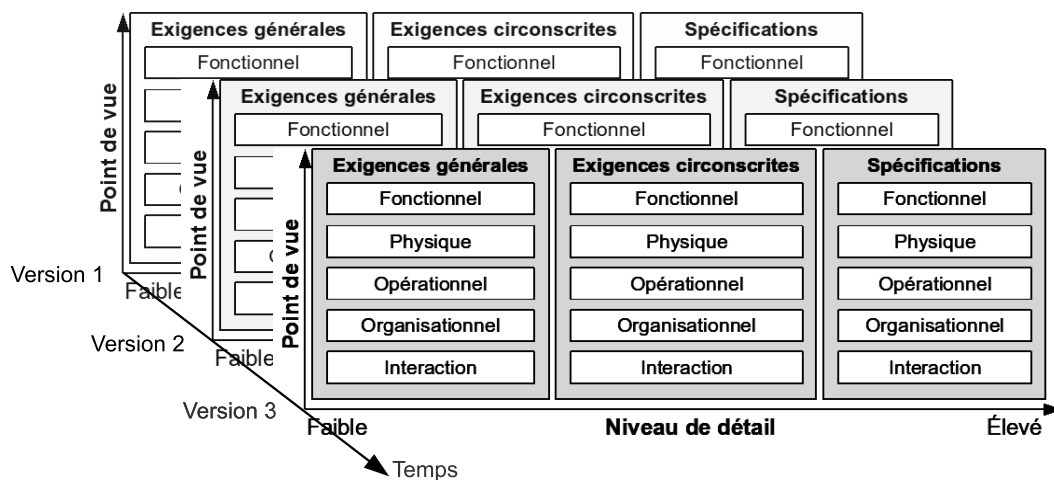 Exigences générales
Exigences circonscrites
Spécifications
Fonctionnel
Fonctionnel
Fonctionnel
Point de vue
Version 1
Faible
Exigences générales
Exigences circonscrites
Spécifications
Fonctionnel
Fonctionnel
Fonctionnel
Point de vue
Version 2
Faible
Exigences générales
Exigences circonscrites
Spécifications
Fonctionnel
Fonctionnel
Fonctionnel
Physique
Physique
Physique
Opérationnel
Opérationnel
Opérationnel
Organisationnel
Organisationnel
Organisationnel
Interaction
Interaction
Interaction
Point de vue
Version 3
Faible
Niveau de détail
Élevé
Temps